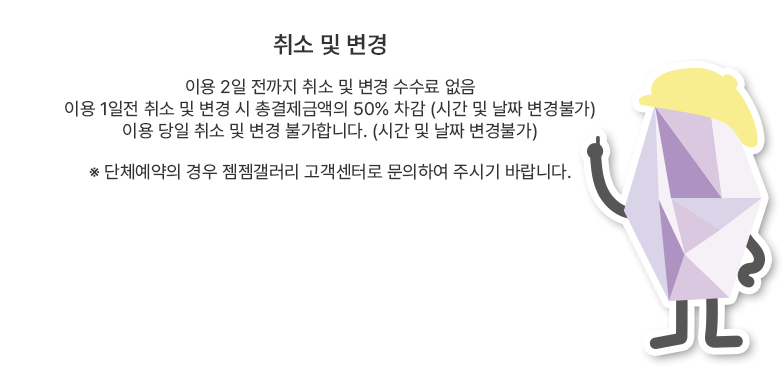 취소 및 변경
이용 2일 전까지 취소 및 변경 수수료 없음
이용 1일전 취소 및 변경 시 총결제금액의 50% 차감 (시간 및 날짜 변경불가)
이용 당일 취소 및 변경 불가합니다. (시간 및 날짜 변경불가)
※ 단체예약의 경우 젬젬갤러리 고객센터로 문의하여 주시기 바랍니다.